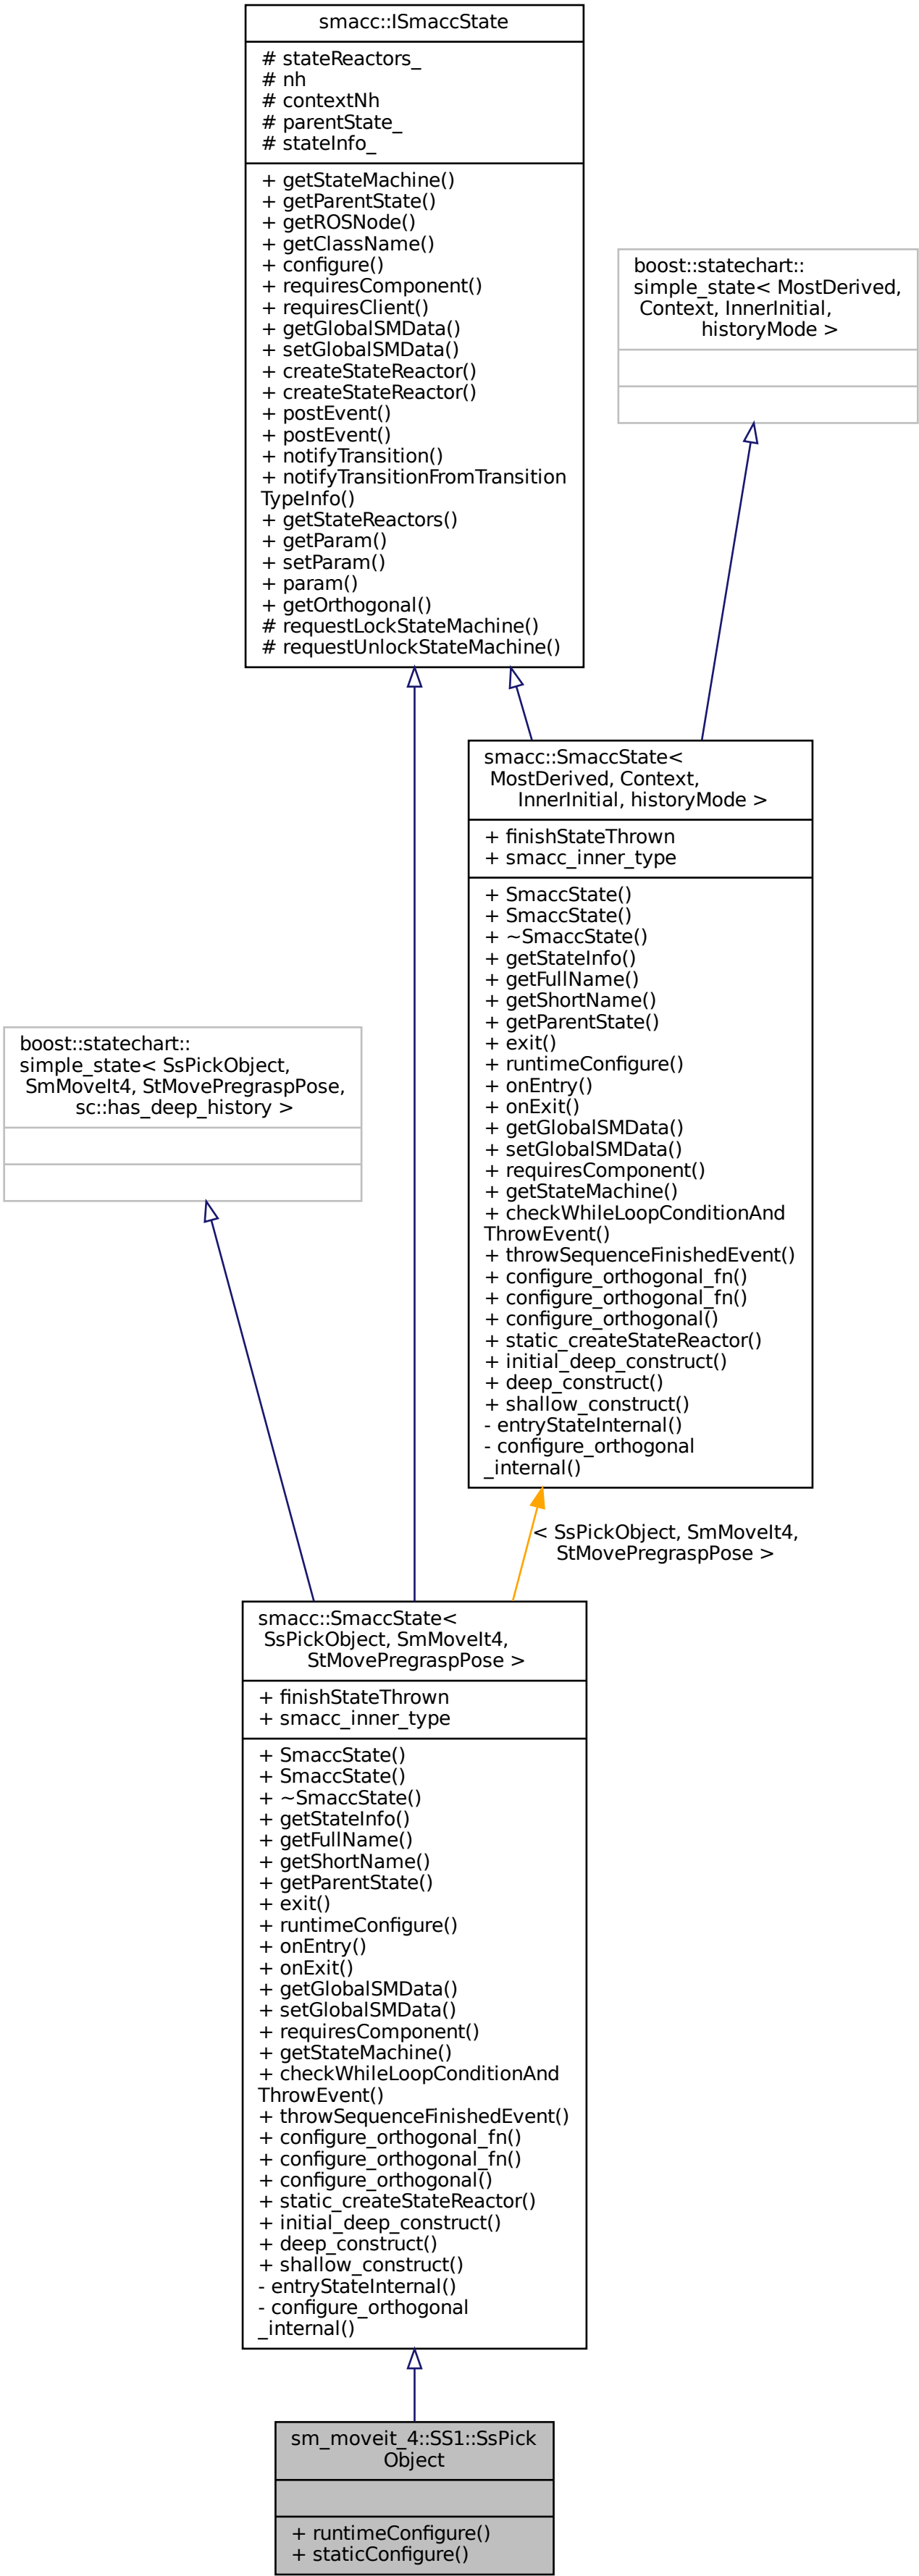 smacc::ISmaccState
# stateReactors_
# nh
# contextNh
# parentState_
# stateInfo_
+ getStateMachine()
+ getParentState()
+ getROSNode()
+ getClassName()
+ configure()
+ requiresComponent()
+ requiresClient()
+ getGlobalSMData()
+ setGlobalSMData()
+ createStateReactor()
+ createStateReactor()
+ postEvent()
+ postEvent()
+ notifyTransition()
+ notifyTransitionFromTransition
TypeInfo()
+ getStateReactors()
+ getParam()
+ setParam()
+ param()
+ getOrthogonal()
# requestLockStateMachine()
# requestUnlockStateMachine()
boost::statechart::
simple_state< MostDerived,
Context, InnerInitial,
historyMode >
smacc::SmaccState<
MostDerived, Context,
InnerInitial, historyMode >
+ finishStateThrown
+ smacc_inner_type
+ SmaccState()
+ SmaccState()
+ ~SmaccState()
+ getStateInfo()
+ getFullName()
+ getShortName()
+ getParentState()
+ exit()
+ runtimeConfigure()
+ onEntry()
+ onExit()
+ getGlobalSMData()
+ setGlobalSMData()
+ requiresComponent()
+ getStateMachine()
+ checkWhileLoopConditionAnd
ThrowEvent()
+ throwSequenceFinishedEvent()
+ configure_orthogonal_fn()
+ configure_orthogonal_fn()
+ configure_orthogonal()
+ static_createStateReactor()
+ initial_deep_construct()
+ deep_construct()
+ shallow_construct()
- entryStateInternal()
- configure_orthogonal
_internal()
boost::statechart::
simple_state< SsPickObject,
SmMoveIt4, StMovePregraspPose,
sc::has_deep_history >
< SsPickObject, SmMoveIt4,
StMovePregraspPose >
smacc::SmaccState<
SsPickObject, SmMoveIt4,
StMovePregraspPose >
+ finishStateThrown
+ smacc_inner_type
+ SmaccState()
+ SmaccState()
+ ~SmaccState()
+ getStateInfo()
+ getFullName()
+ getShortName()
+ getParentState()
+ exit()
+ runtimeConfigure()
+ onEntry()
+ onExit()
+ getGlobalSMData()
+ setGlobalSMData()
+ requiresComponent()
+ getStateMachine()
+ checkWhileLoopConditionAnd
ThrowEvent()
+ throwSequenceFinishedEvent()
+ configure_orthogonal_fn()
+ configure_orthogonal_fn()
+ configure_orthogonal()
+ static_createStateReactor()
+ initial_deep_construct()
+ deep_construct()
+ shallow_construct()
- entryStateInternal()
- configure_orthogonal
_internal()
sm_moveit_4::SS1::SsPick
Object
+ runtimeConfigure()
+ staticConfigure()